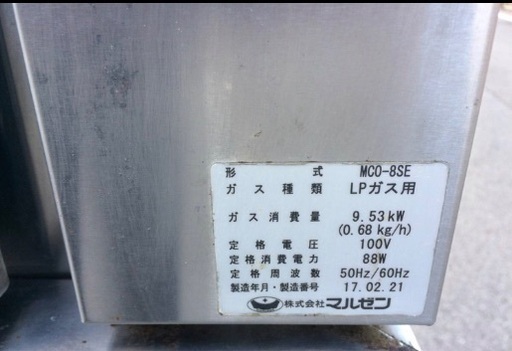 形 式 MCO-8SE
ガス種類 LPガス用
ガス消費量 9.53kW
(0.68 kg/h)
定格電圧 100V
定格消費電力 88W
定格周波数 50Hz/60Hz
製造年月・製造番号 17.02.21
株式会社マルゼン